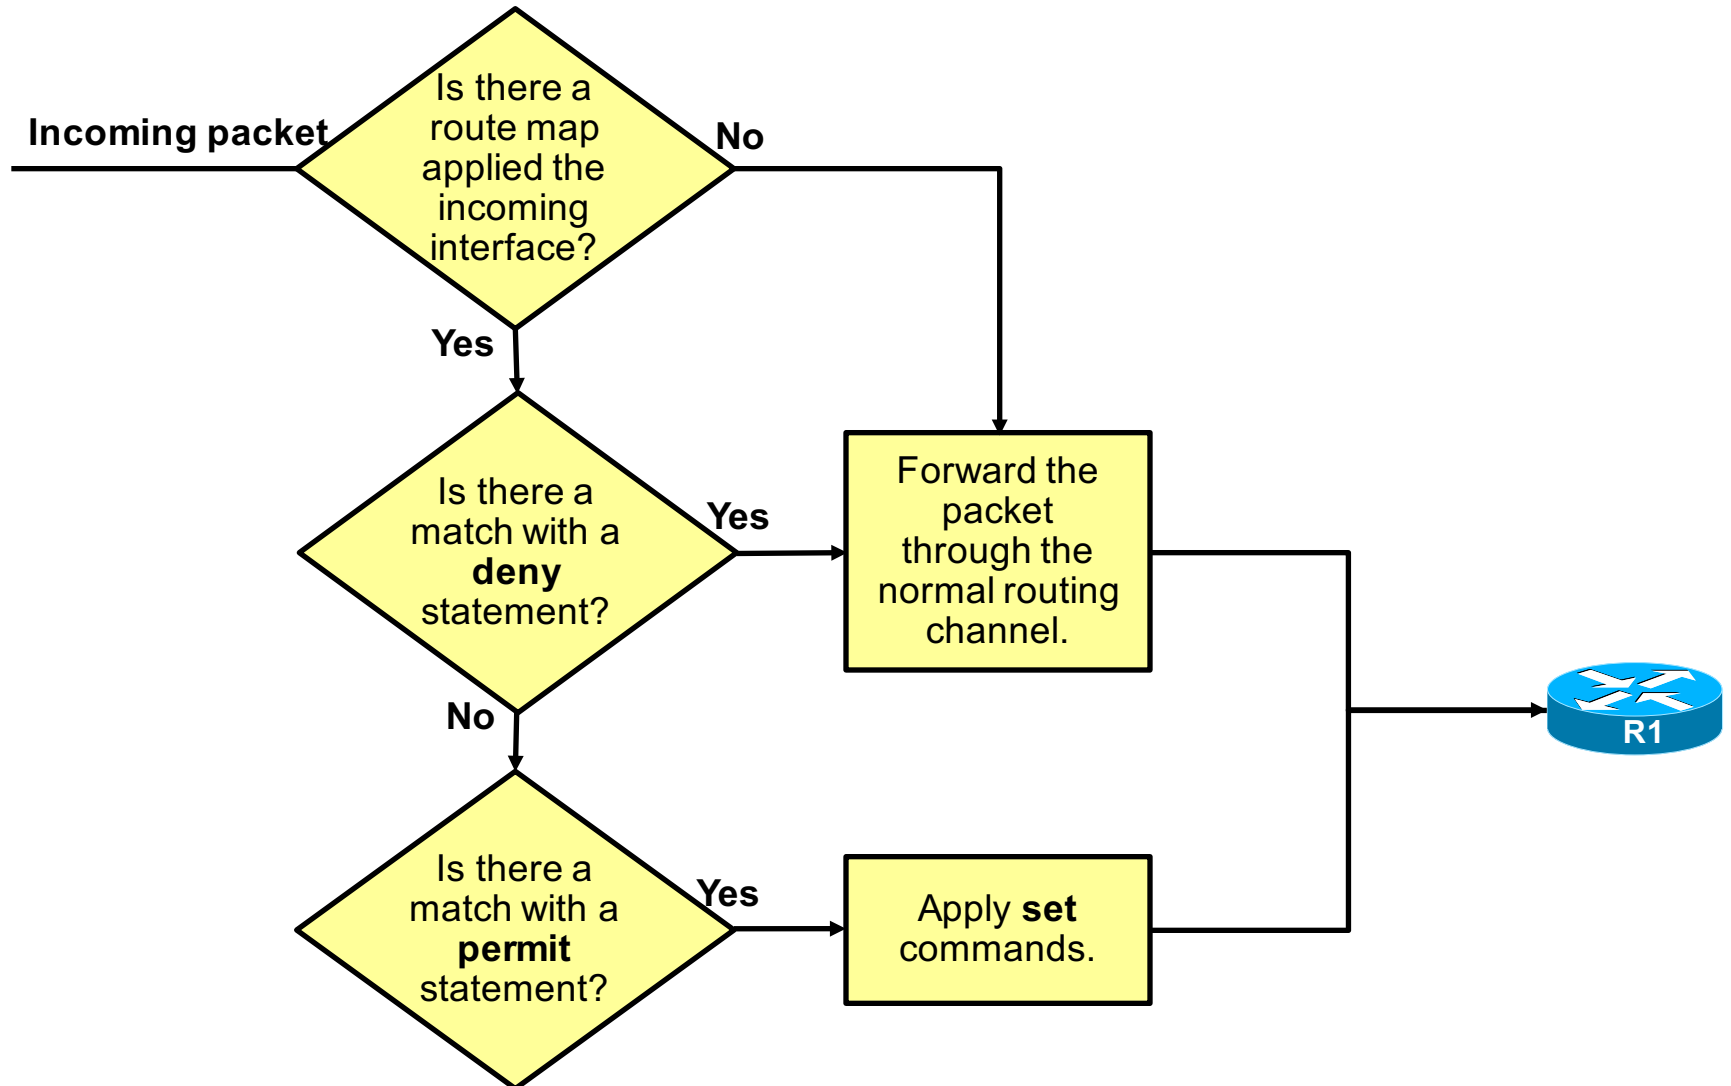 Incoming packet
Is there a
route map
applied the
incoming
interface?
No
Yes
Is there a
match with a
deny
statement?
Yes
Forward the
packet
through the
normal routing
channel.
No
R1
Is there a
match with a
permit
statement?
Yes
Apply set
commands.